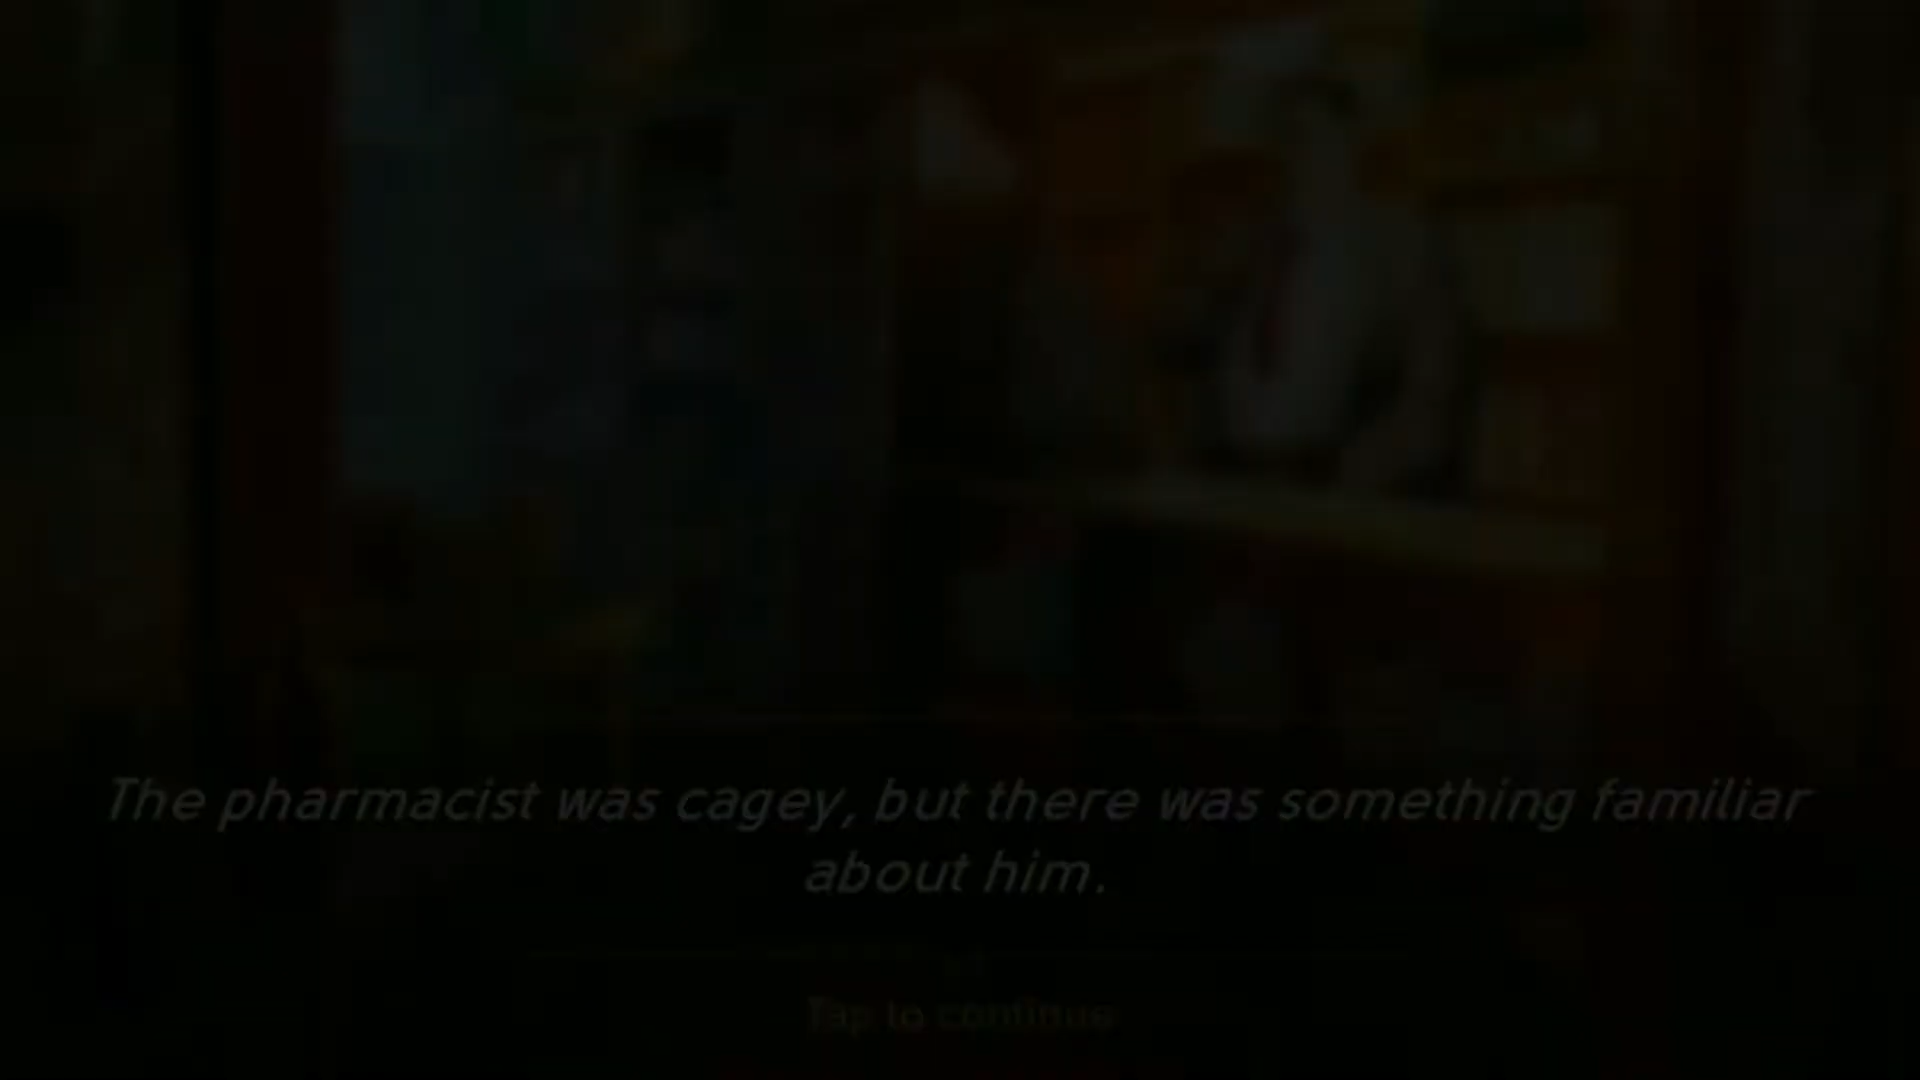 The pharmacist was cagey, but there was something familiar
about him.
Tap to continue